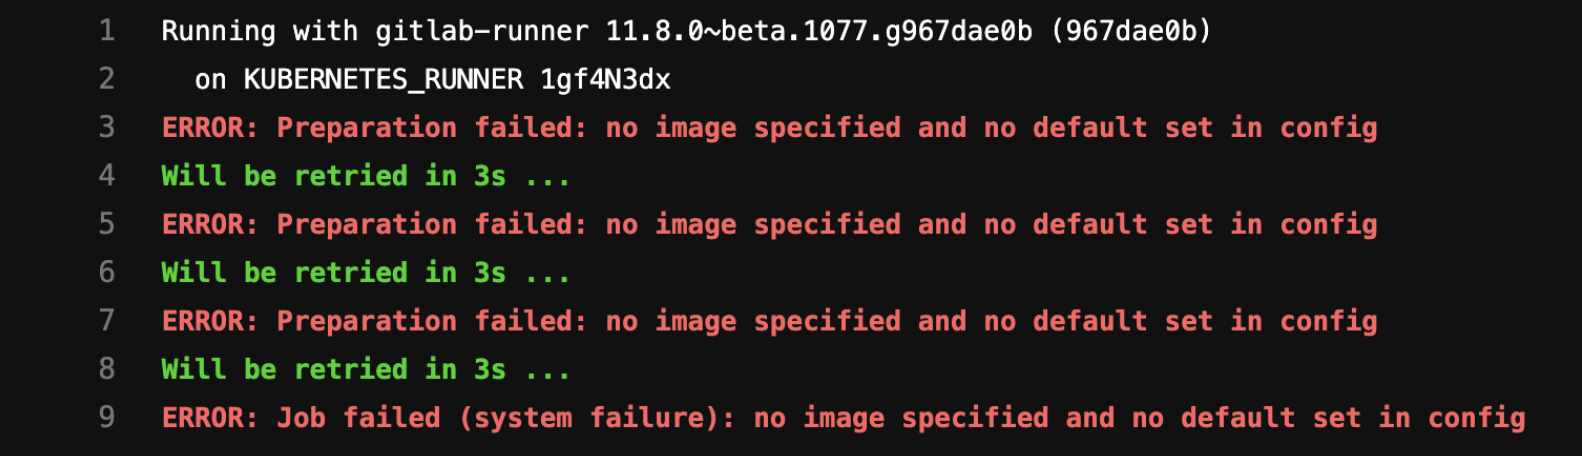 1 Running with gitlab-runner 11.8.0~beta.1077.g967dae0b (967dae0b)
2 on KUBERNETES_RUNNER 1gf4N3dx
3 ERROR: Preparation failed: no image specified and no default set in config
4 Will be retried in 3s ...
5 ERROR: Preparation failed: no image specified and no default set in config
6 Will be retried in 3s ...
7 ERROR: Preparation failed: no image specified and no default set in config
8 Will be retried in 3s ...
9 ERROR: Job failed (system failure): no image specified and no default set in config